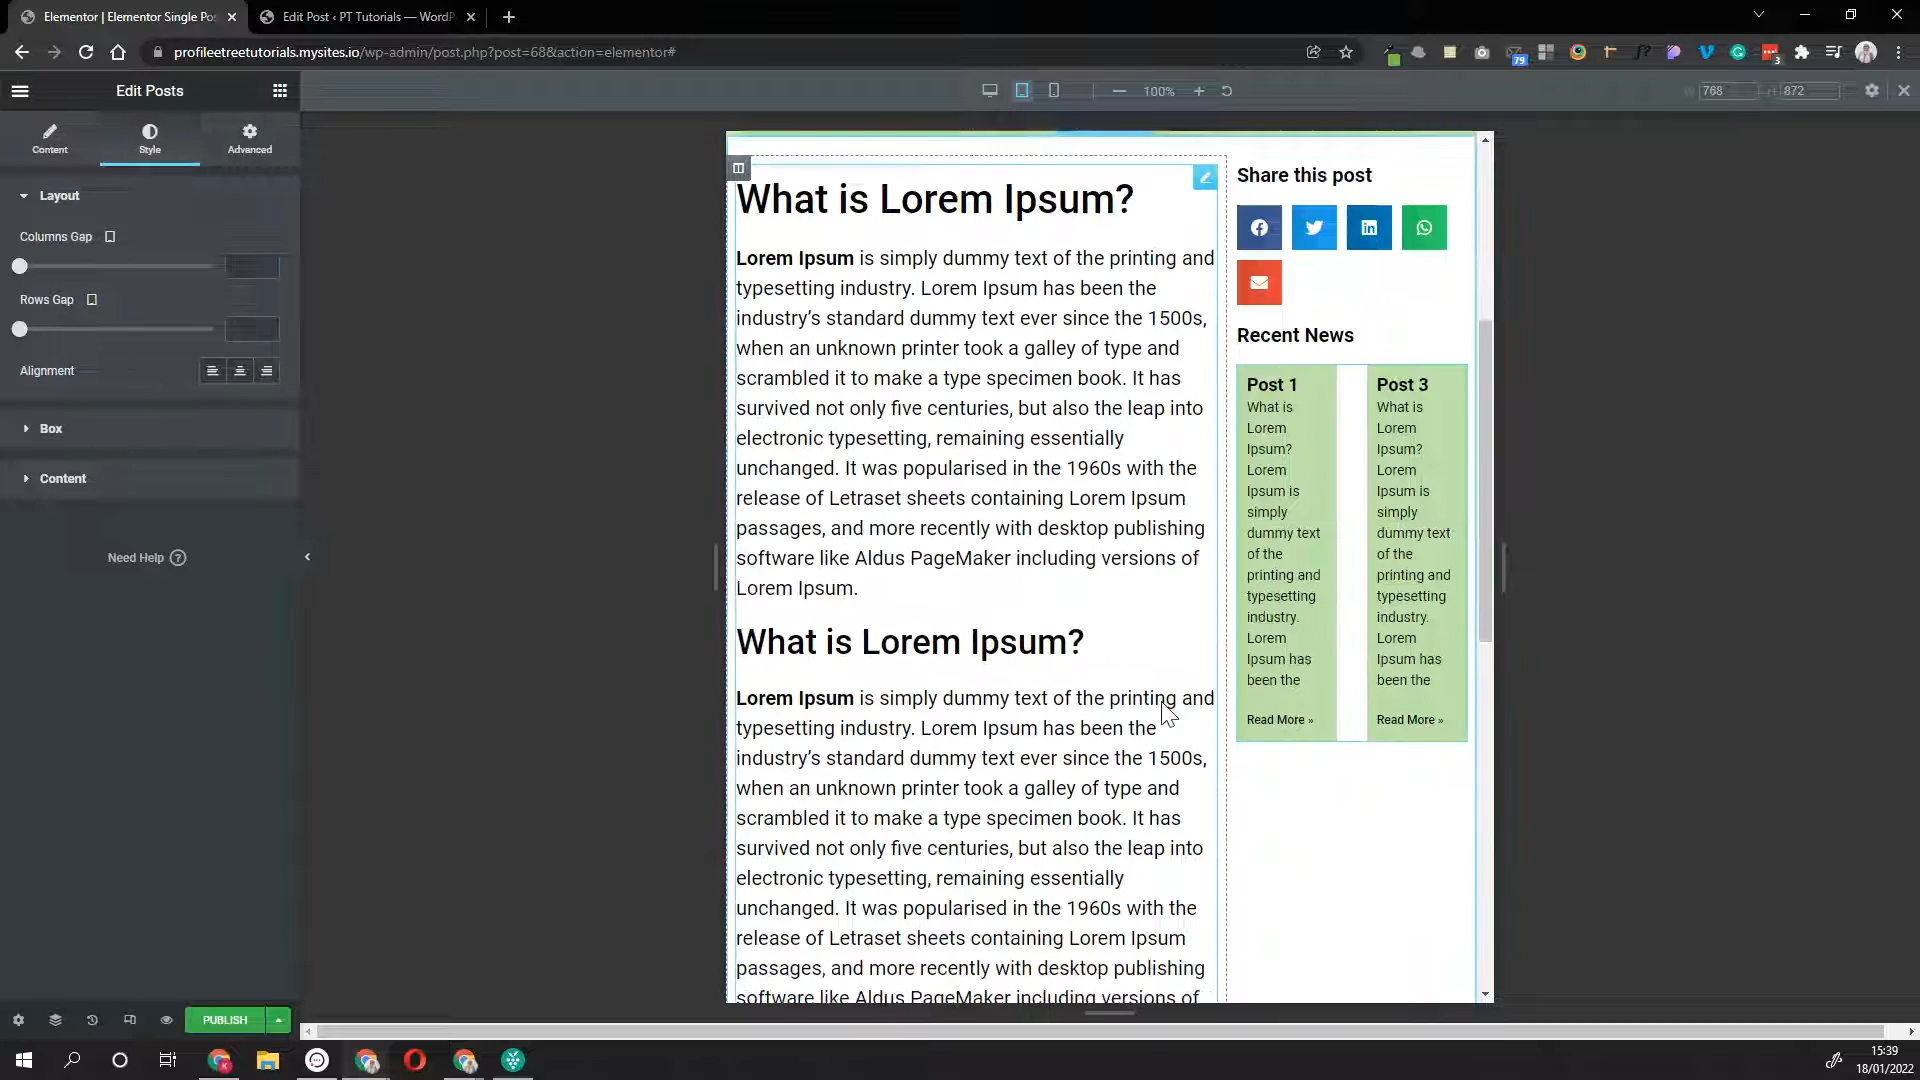 Elementor | Elementor Single Po
Edit Post ‹ PT Tutorials — WordP
profileetreetutorials.mysites.io/wp-admin/post.php?post=68&action=elementor#
79
3
Edit Posts
100%
768
872
Content
Style
Advanced
Layout
Columns Gap
Rows Gap
Alignment
Box
Content
Need Help ?
PUBLISH
What is Lorem Ipsum?
Lorem Ipsum is simply dummy text of the printing and
typesetting industry. Lorem Ipsum has been the
industry’s standard dummy text ever since the 1500s,
when an unknown printer took a galley of type and
scrambled it to make a type specimen book. It has
survived not only five centuries, but also the leap into
electronic typesetting, remaining essentially
unchanged. It was popularised in the 1960s with the
release of Letraset sheets containing Lorem Ipsum
passages, and more recently with desktop publishing
software like Aldus PageMaker including versions of
Lorem Ipsum.
What is Lorem Ipsum?
Lorem Ipsum is simply dummy text of the printing and
typesetting industry. Lorem Ipsum has been the
industry’s standard dummy text ever since the 1500s,
when an unknown printer took a galley of type and
scrambled it to make a type specimen book. It has
survived not only five centuries, but also the leap into
electronic typesetting, remaining essentially
unchanged. It was popularised in the 1960s with the
release of Letraset sheets containing Lorem Ipsum
passages, and more recently with desktop publishing
software like Aldus PageMaker including versions of
Share this post
Recent News
Post 1
What is
Lorem
Ipsum?
Lorem
Ipsum is
simply
dummy text
of the
printing and
typesetting
industry.
Lorem
Ipsum has
been the
Read More »
Post 3
What is
Lorem
Ipsum?
Lorem
Ipsum is
simply
dummy text
of the
printing and
typesetting
industry.
Lorem
Ipsum has
been the
Read More »
15:39
18/01/2022